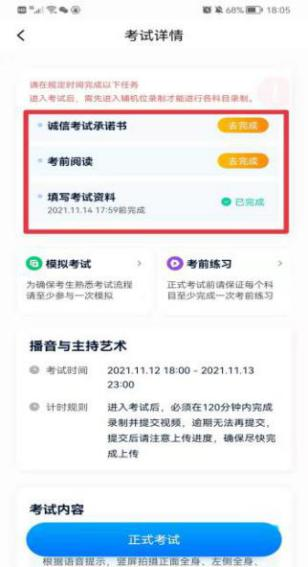 68% 18:05
考试详情
请在规定时间完成以下任务
进入考试后，需先进入辅机位录制才能进行各科目录制。
诚信考试承诺书 去完成
考前阅读 去完成
填写考试资料 已完成
2021.11.14 17:59前完成
模拟考试 考前练习
为确保考生熟悉考试流程 正式考试前请保证每个科
请至少参与一次模拟 目至少完成一次考前练习
播音与主持艺术
考试时间 2021.11.12 18:00 - 2021.11.13
23:00
计时规则 进入考试后，必须在120分钟内完成
录制并提交视频，逾期无法再提交，
提交后请注意上传进度，确保尽快完
成上传
考试内容
正式考试
根据语音提示，竖屏拍摄正面全身、左侧全身、